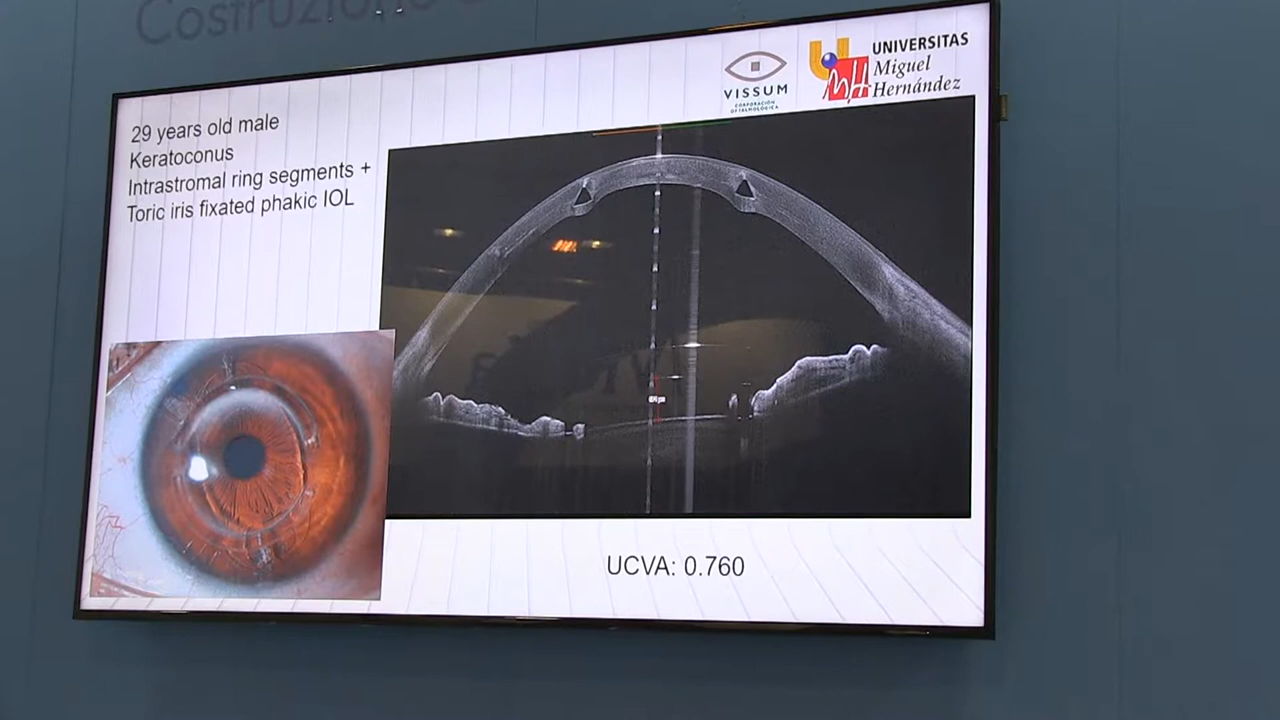 Costruzione
UNIVERSITAS
Miguel
Hernández
VISSUM
CORPORACIÓN
OFTALMOLÓGICA
29 years old male
Keratoconus
Intrastromal ring segments +
Toric iris fixated phakic IOL
UCVA: 0.760